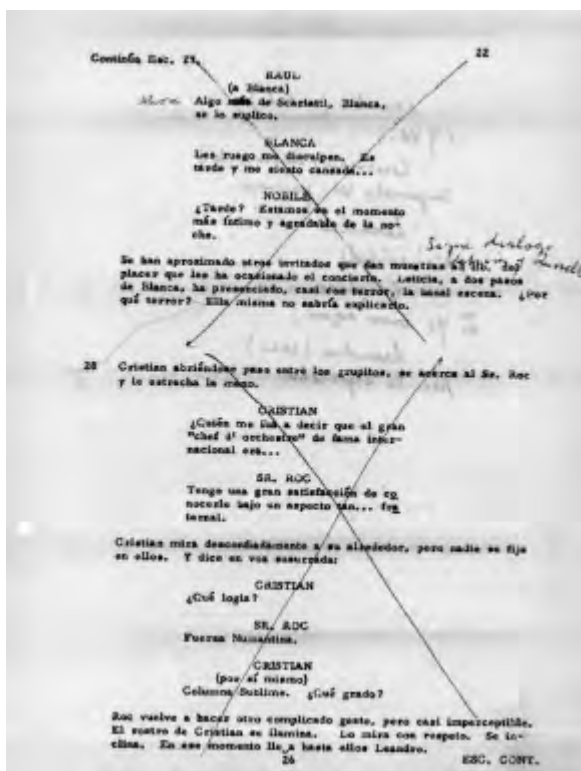 Continúa Esc. 21.
22
RAUL
(a Blanca)
Ahora Algo más de Scarlatti, Blanca,
se lo suplico.
BLANCA
Les ruego me disculpen. Es
tarde y me siento cansada...
NOBILE
¿Tarde? Estamos en el momento
más íntimo y agradable de la no-
che.
Sigue dialogo
Se han aproximado otros invitados que dan muestras del
placer que les ha ocasionado el concierto. Leticia, a dos pasos
de Blanca, ha presenciado, casi con terror, la banal escena. ¿Por
qué terror? Ella misma no sabría explicarlo.
28 Cristian abriéndose paso entre los grupitos, se acerca al Sr. Roc
y le estrecha la mano.
CRISTIAN
¿Quién me iba a decir que el gran
"chef d' orchestre" de fama inter-
nacional era...
SR. ROC
Tengo una gran satisfacción de co
nocerle bajo un aspecto tan... fra
ternal.
Cristian mira desconfiadamente a su alrededor, pero nadie se fija
en ellos. Y dice en voz susurrada:
CRISTIAN
¿Qué logia?
SR. ROC
Fuerza Numantina.
CRISTIAN
(por sí mismo)
Columna Sublime. ¿Qué grado?
Roc vuelve a hacer otro complicado gesto, pero casi imperceptible.
El rostro de Cristian se ilumina. Lo mira con respeto. Se in-
clina. En ese momento llega hasta ellos Leandro.
26
ESC. CONT.